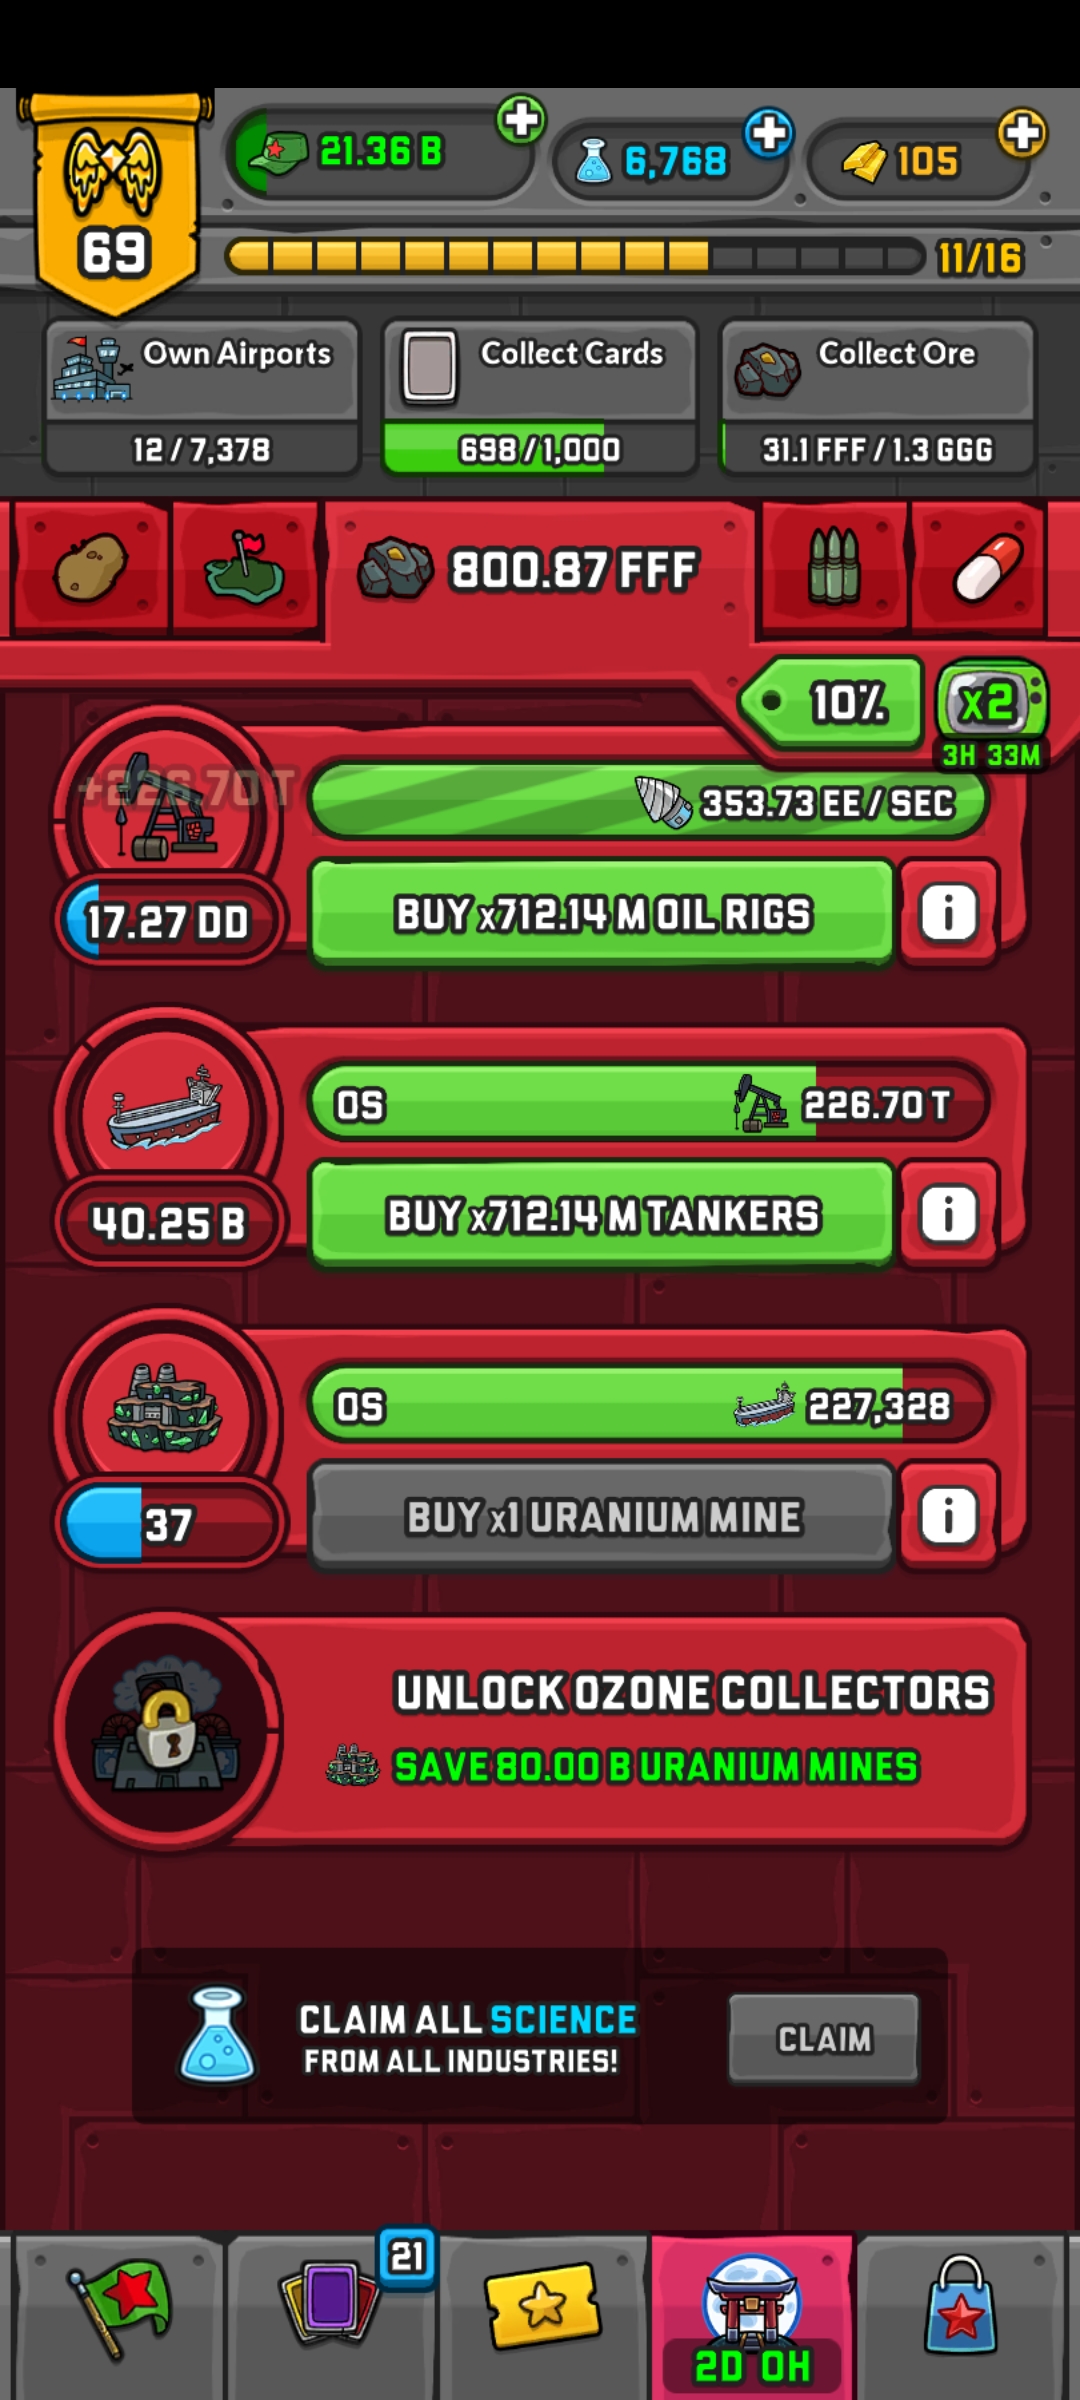 21.36 B
6,768
105
69
11/16
Own Airports
Collect Cards
Collect Ore
12 / 7,378
698 / 1,000
31.1 FFF / 1.3 GGG
800.87 FFF
10%
x2
3H 33M
+226.70 T
353.73 EE / SEC
17.27 DD
BUY x712.14 M OIL RIGS
i
0S
226.70 T
40.25 B
BUY x712.14 M TANKERS
i
0S
227,328
37
BUY x1 URANIUM MINE
i
UNLOCK OZONE COLLECTORS
SAVE 80.00 B URANIUM MINES
CLAIM ALL SCIENCE
FROM ALL INDUSTRIES!
CLAIM
21
2D 0H